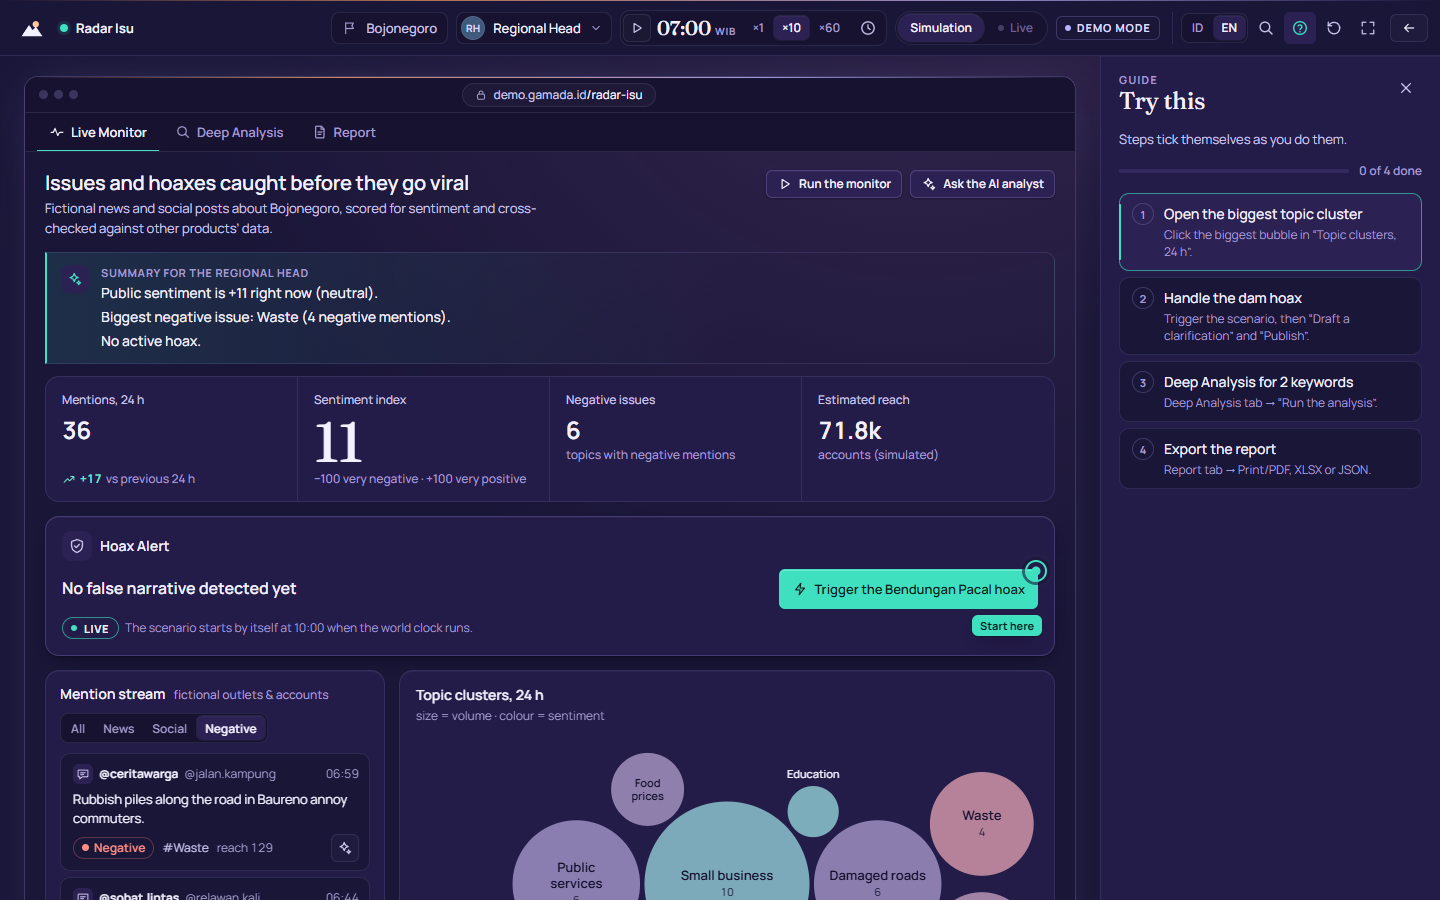 Radar Isu
Bojonegoro
RH Regional Head
07:00 WIB
×1 ×10 ×60
Simulation
Live
DEMO MODE
ID EN
demo.gamada.id/radar-isu
Live Monitor
Deep Analysis
Report
Issues and hoaxes caught before they go viral
Fictional news and social posts about Bojonegoro, scored for sentiment and cross-
checked against other products' data.
Run the monitor
Ask the AI analyst
SUMMARY FOR THE REGIONAL HEAD
Public sentiment is +11 right now (neutral).
Biggest negative issue: Waste (4 negative mentions).
No active hoax.
Mentions, 24 h
36
+17 vs previous 24 h
Sentiment index
11
−100 very negative · +100 very positive
Negative issues
6
topics with negative mentions
Estimated reach
71.8k
accounts (simulated)
Hoax Alert
No false narrative detected yet
LIVE The scenario starts by itself at 10:00 when the world clock runs.
Trigger the Bendungan Pacal hoax
Start here
Mention stream fictional outlets & accounts
All News Social Negative
@ceritawarga @jalan.kampung 06:59
Rubbish piles along the road in Baureno annoy
commuters.
Negative #Waste reach 129
@sobat.lintas @relawan.kali 06:44
Topic clusters, 24 h
size = volume · colour = sentiment
Food
prices
Education
Waste
4
Public
services
Small business
10
Damaged roads
6
GUIDE
Try this
Steps tick themselves as you do them.
0 of 4 done
1 Open the biggest topic cluster
Click the biggest bubble in "Topic clusters,
24 h".
2 Handle the dam hoax
Trigger the scenario, then "Draft a
clarification" and "Publish".
3 Deep Analysis for 2 keywords
Deep Analysis tab → "Run the analysis".
4 Export the report
Report tab → Print/PDF, XLSX or JSON.